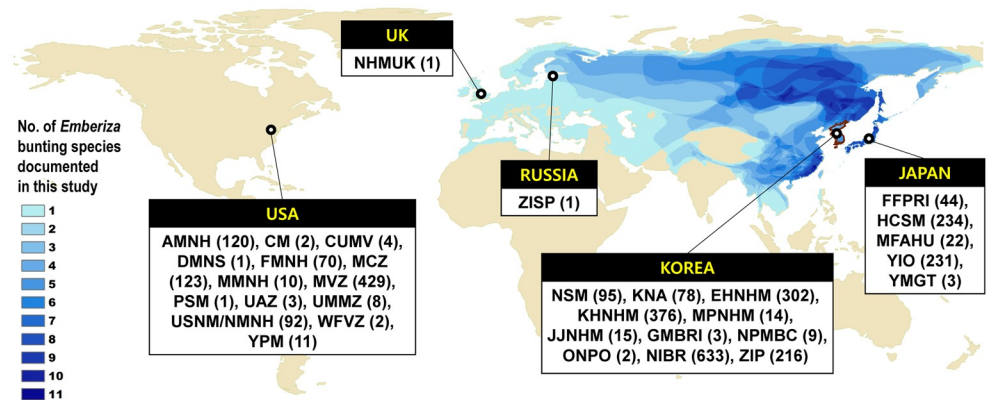 UK
NHMUK (1)
No. of Emberiza
bunting species
documented
in this study
1
2
3
4
5
6
7
8
9
10
11
USA
AMNH (120), CM (2), CUMV (4),
DMNS (1), FMNH (70), MCZ
(123), MMNH (10), MVZ (429),
PSM (1), UAZ (3), UMMZ (8),
USNM/NMNH (92), WFVZ (2),
YPM (11)
RUSSIA
ZISP (1)
KOREA
NSM (95), KNA (78), EHNHM (302),
KHNHM (376), MPNHM (14),
JJNHM (15), GMBRI (3), NPMBC (9),
ONPO (2), NIBR (633), ZIP (216)
JAPAN
FFPRI (44),
HCSM (234),
MFAHU (22),
YIO (231),
YMGT (3)